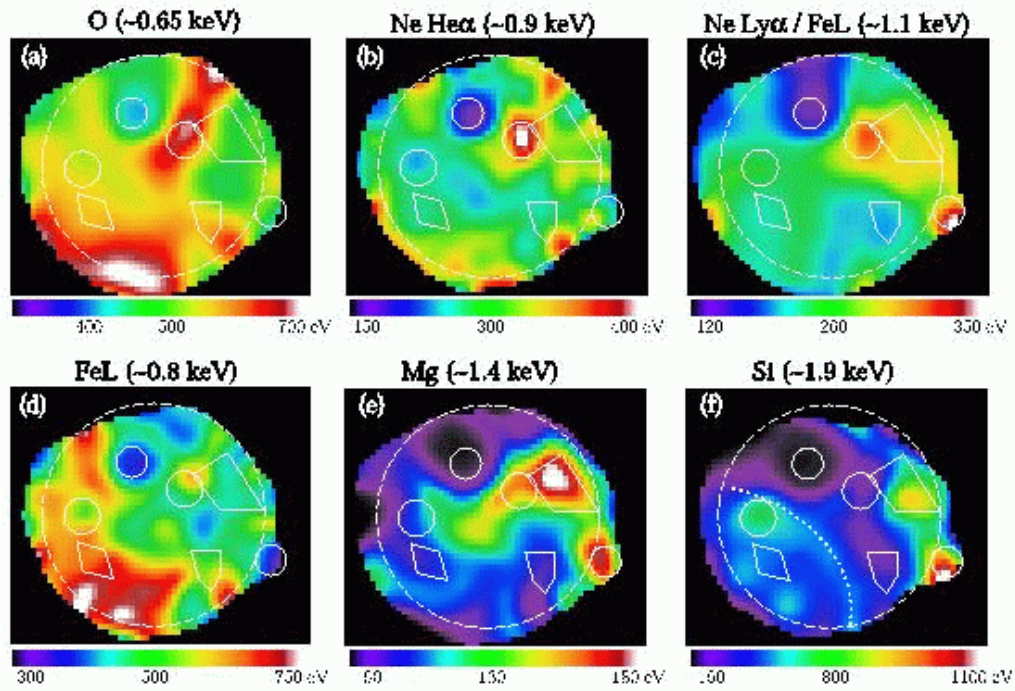 O (~0.65 keV)
Ne Heα (~0.9 keV)
Ne Lyα / FeL (~1.1 keV)
(a)
(b)
(c)
400 500 700 eV
150 300 400 eV
120 260 350 eV
FeL (~0.8 keV)
Mg (~1.4 keV)
Si (~1.9 keV)
(d)
(e)
(f)
300 500 750 eV
90 130 180 eV
800 1100 eV